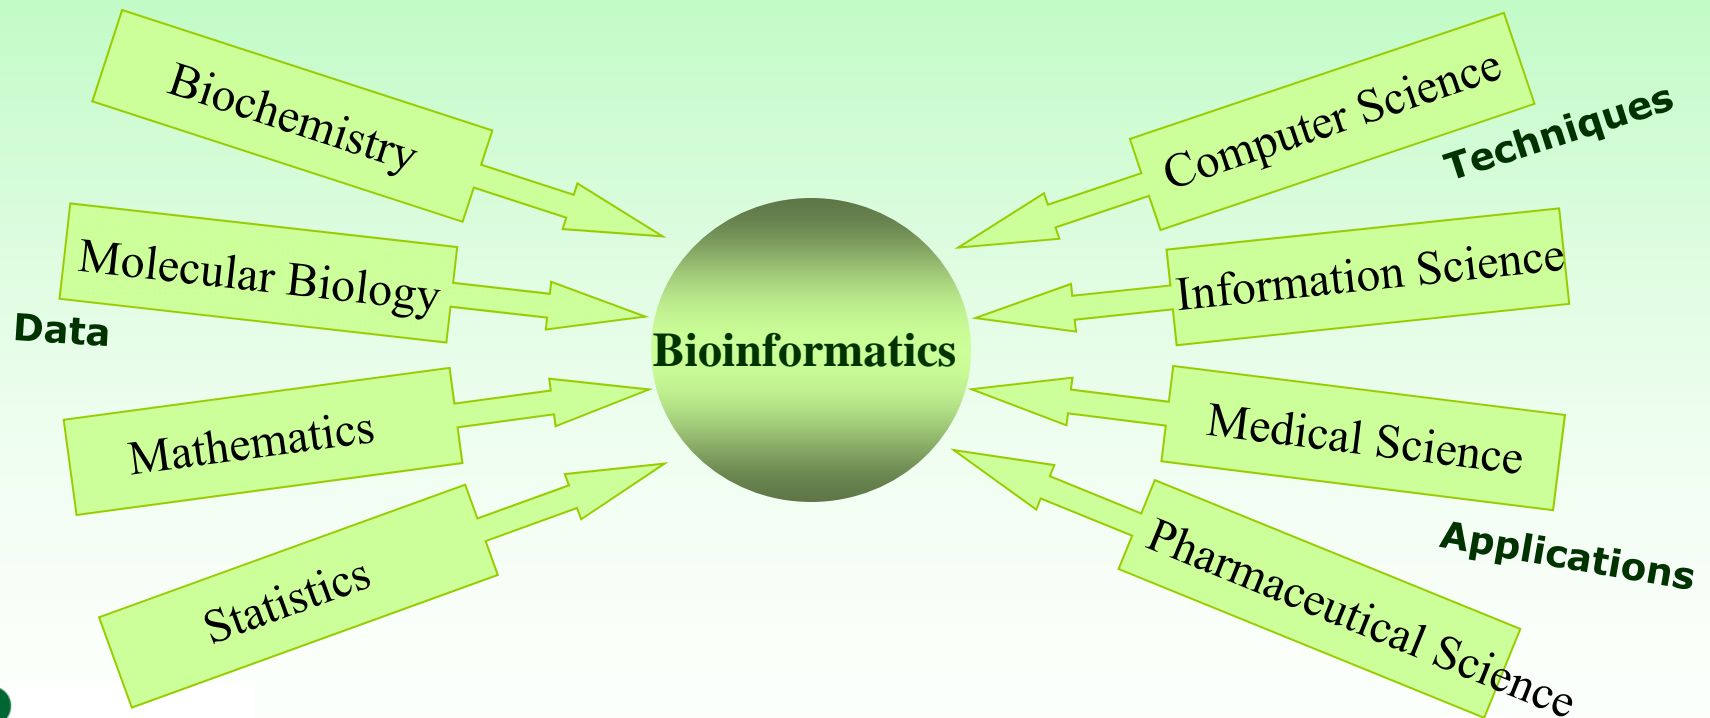 Biochemistry
Molecular Biology
Data
Mathematics
Statistics
Bioinformatics
Computer Science
Techniques
Information Science
Medical Science
Applications
Pharmaceutical Science